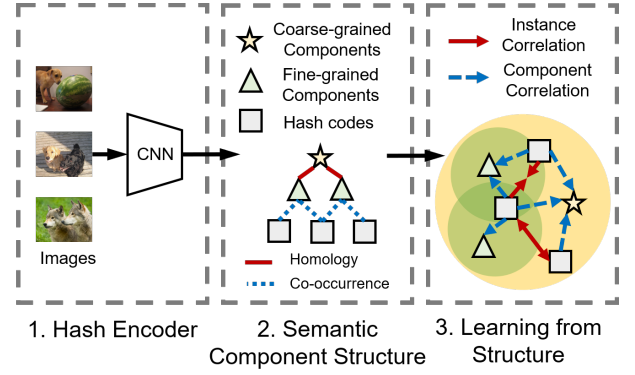 Images
CNN
1. Hash Encoder
Coarse-grained
Components
Fine-grained
Components
Hash codes
Homology
Co-occurrence
2. Semantic
Component Structure
Instance
Correlation
Component
Correlation
3. Learning from
Structure